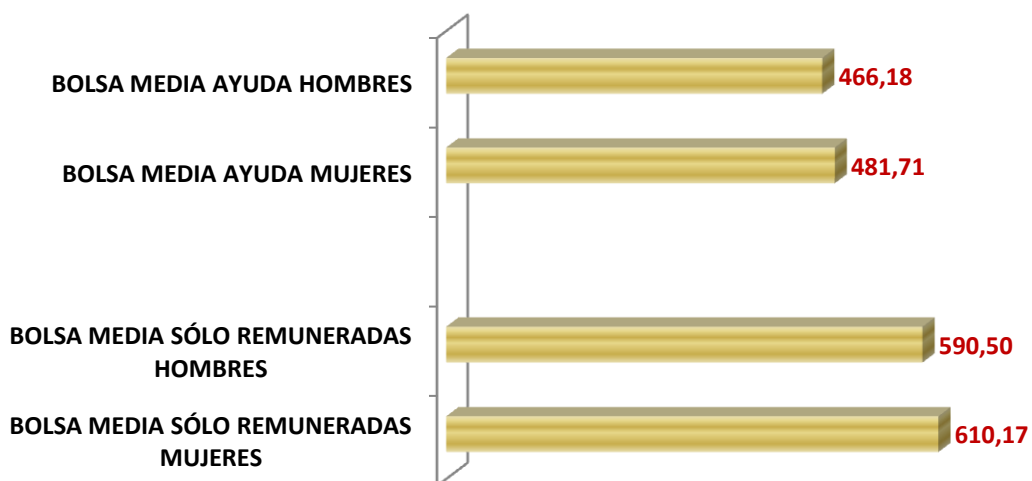 BOLSA MEDIA AYUDA HOMBRES
466,18
BOLSA MEDIA AYUDA MUJERES
481,71
BOLSA MEDIA SÓLO REMUNERADAS
HOMBRES
590,50
BOLSA MEDIA SÓLO REMUNERADAS
MUJERES
610,17